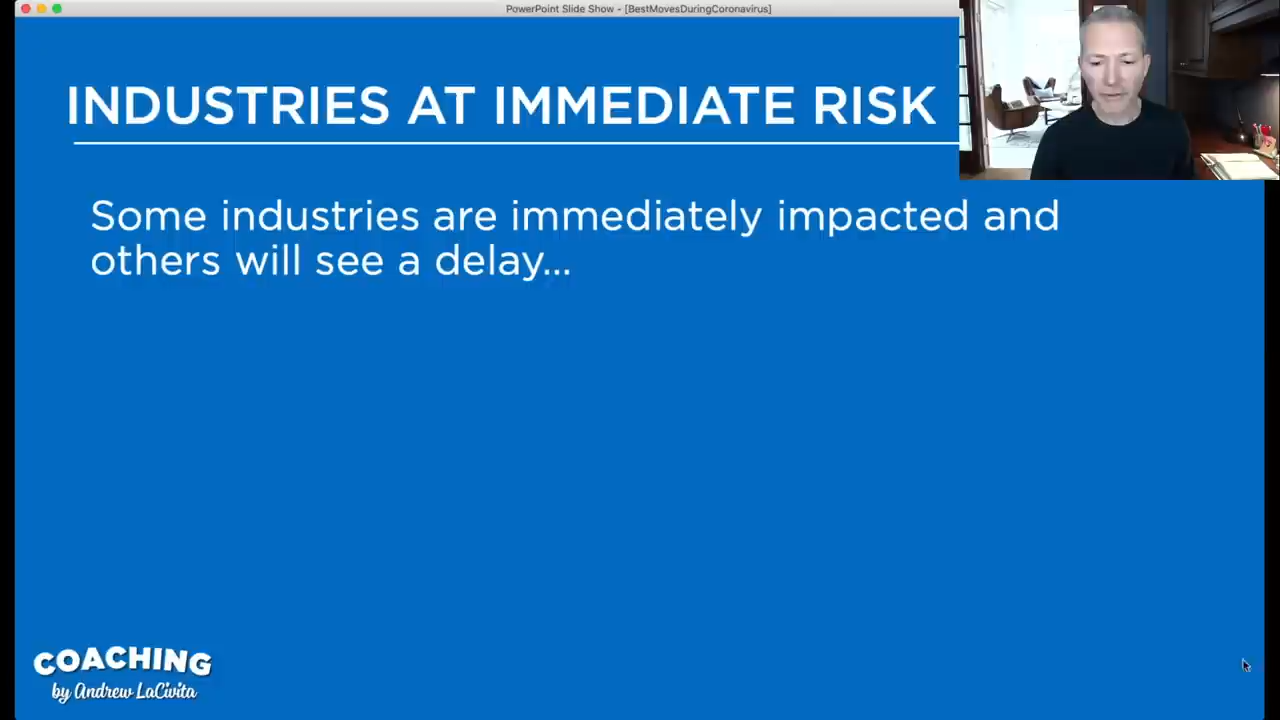 PowerPoint Slide Show - [BestMovesDuringCoronavirus]
INDUSTRIES AT IMMEDIATE RISK
Some industries are immediately impacted and
others will see a delay...
COACHING
by Andrew LaCivita